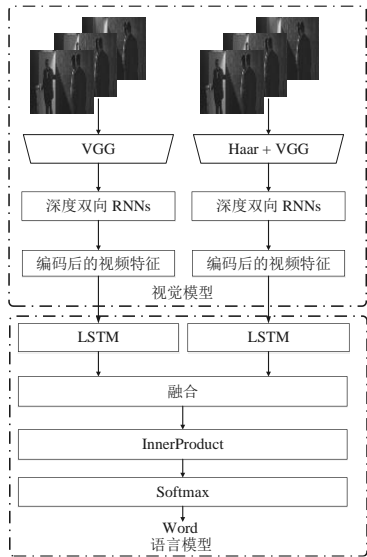 VGG
Haar + VGG
深度双向 RNNs
深度双向 RNNs
编码后的视频特征
编码后的视频特征
视觉模型
LSTM
LSTM
融合
InnerProduct
Softmax
Word
语言模型